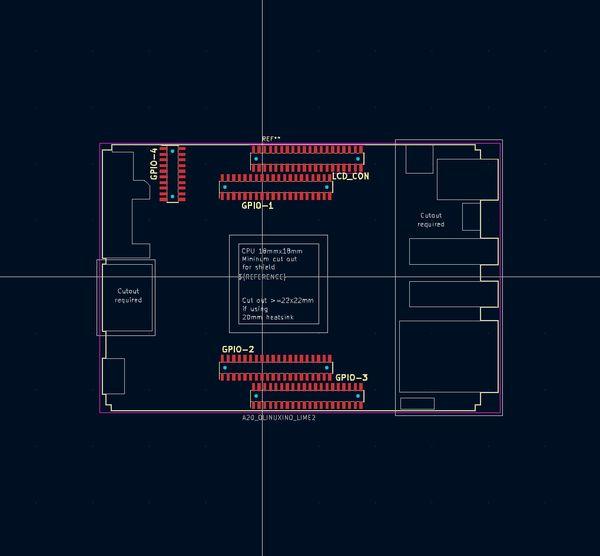 REF**
GPIO-4
LCD_CON
GPIO-1
Cutout
required
CPU 18mmx18mm
Mininum cut out
for shield
${REFERENCE}
Cut out >=22x22mm
if using
20mm heatsink
Cutout
required
GPIO-2
GPIO-3
A20_OLINUXINO_LIME2